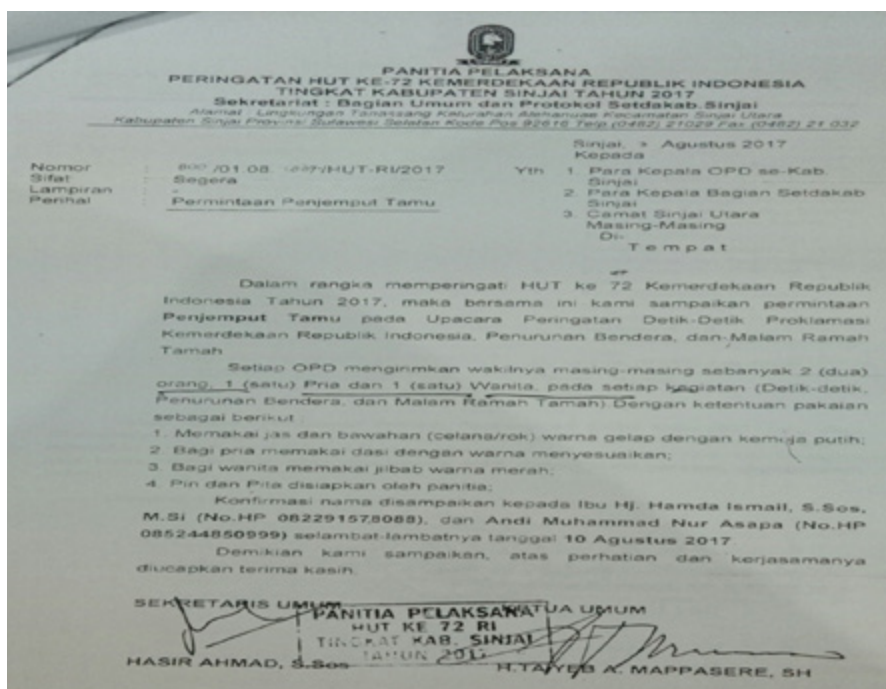 PANITIA PELAKSANA
PERINGATAN HUT KE-72 KEMERDEKAAN REPUBLIK INDONESIA
TINGKAT KABUPATEN SINJAI TAHUN 2017
Sekretariat : Bagian Umum dan Protokol Setdakab.Sinjai
Alamat : Lingkungan Tanassang Kelurahan Alehanuae Kecamatan Sinjai Utara
Kabupaten Sinjai Provinsi Sulawesi Selatan Kode Pos 92616 Telp (0482) 21029 Fax (0482) 21 032
Sinjai, Agustus 2017
Kepada
Nomor : /01.08. /HUT-RI/2017
Yth 1. Para Kepala OPD se-Kab.
Sinjai
Sifat : Segera
Lampiran : -
2. Para Kepala Bagian Setdakab
Sinjai
Perihal : Permintaan Penjemput Tamu
3. Camat Sinjai Utara
Masing-Masing
Di-
Tempat
Dalam rangka memperingati HUT ke 72 Kemerdekaan Republik
Indonesia Tahun 2017, maka bersama ini kami sampaikan permintaan
Penjemput Tamu pada Upacara Peringatan Detik-Detik Proklamasi
Kemerdekaan Republik Indonesia, Penurunan Bendera, dan Malam Ramah
Tamah
Setiap OPD mengirimkan wakilnya masing-masing sebanyak 2 (dua)
orang, 1 (satu) Pria dan 1 (satu) Wanita, pada setiap kegiatan (Detik-detik,
Penurunan Bendera, dan Malam Ramah Tamah).Dengan ketentuan pakaian
sebagai berikut
1. Memakai jas dan bawahan (celana/rok) warna gelap dengan kemeja putih;
2. Bagi pria memakai dasi dengan warna menyesuaikan;
3. Bagi wanita memakai jilbab warna merah;
4. Pin dan Pita disiapkan oleh panitia;
Konfirmasi nama disampaikan kepada Ibu Hj. Hamda Ismail, S.Sos,
M.Si (No.HP 082291578088), dan Andi Muhammad Nur Asapa (No.HP
085244850999) selambat-lambatnya tanggal 10 Agustus 2017.
Demikian kami sampaikan, atas perhatian dan kerjasamanya
diucapkan terima kasih.
SEKRETARIS UMUM
KETUA UMUM
PANITIA PELAKSANA
HUT KE 72 RI
TINGKAT KAB. SINJAI
TAHUN 2017
HASIR AHMAD, S.Sos
H.TAIYEB A. MAPPASERE, SH